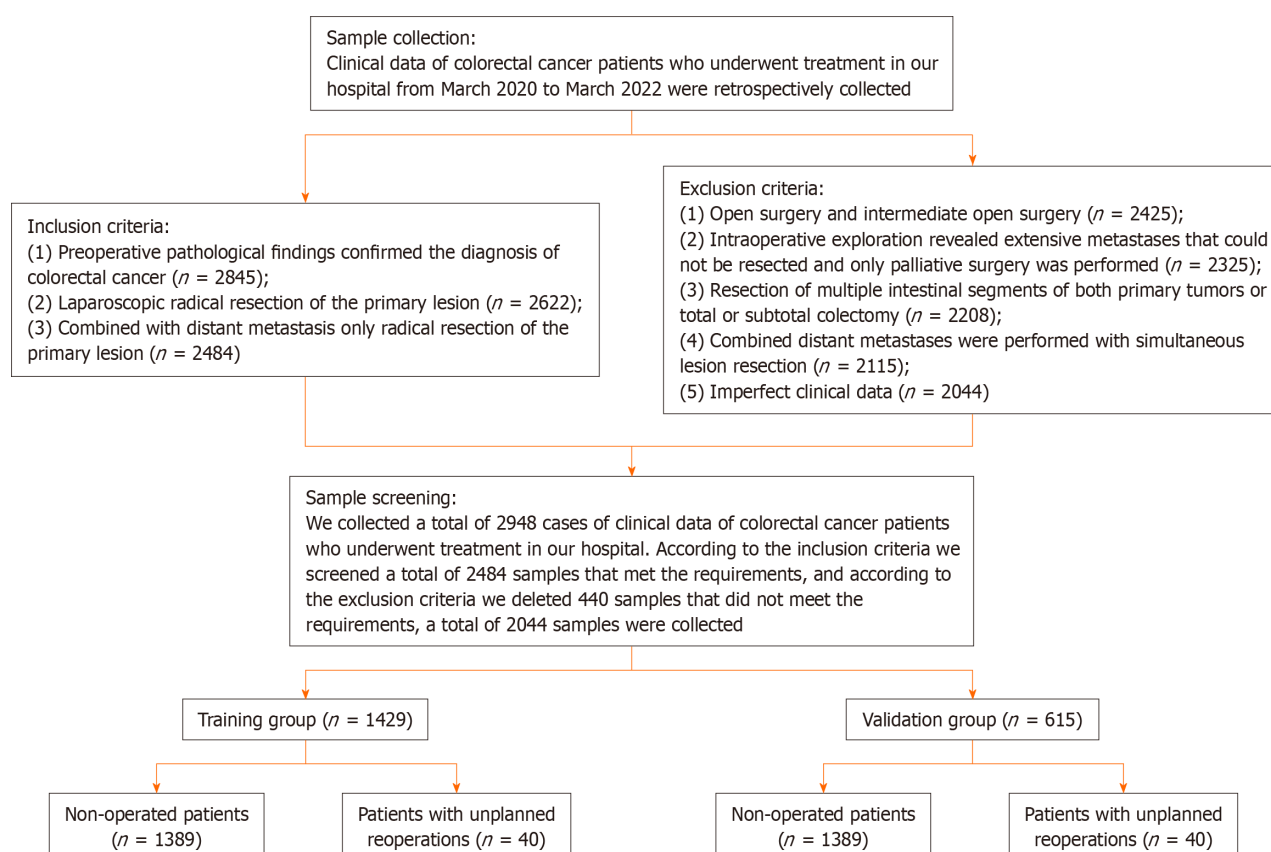 Sample collection:
Clinical data of colorectal cancer patients who underwent treatment in our
hospital from March 2020 to March 2022 were retrospectively collected
Inclusion criteria:
(1) Preoperative pathological findings confirmed the diagnosis of
colorectal cancer (n = 2845);
(2) Laparoscopic radical resection of the primary lesion (n = 2622);
(3) Combined with distant metastasis only radical resection of the
primary lesion (n = 2484)
Exclusion criteria:
(1) Open surgery and intermediate open surgery (n = 2425);
(2) Intraoperative exploration revealed extensive metastases that could
not be resected and only palliative surgery was performed (n = 2325);
(3) Resection of multiple intestinal segments of both primary tumors or
total or subtotal colectomy (n = 2208);
(4) Combined distant metastases were performed with simultaneous
lesion resection (n = 2115);
(5) Imperfect clinical data (n = 2044)
Sample screening:
We collected a total of 2948 cases of clinical data of colorectal cancer patients
who underwent treatment in our hospital. According to the inclusion criteria we
screened a total of 2484 samples that met the requirements, and according to
the exclusion criteria we deleted 440 samples that did not meet the
requirements, a total of 2044 samples were collected
Training group (n = 1429)
Validation group (n = 615)
Non-operated patients
(n = 1389)
Patients with unplanned
reoperations (n = 40)
Non-operated patients
(n = 1389)
Patients with unplanned
reoperations (n = 40)